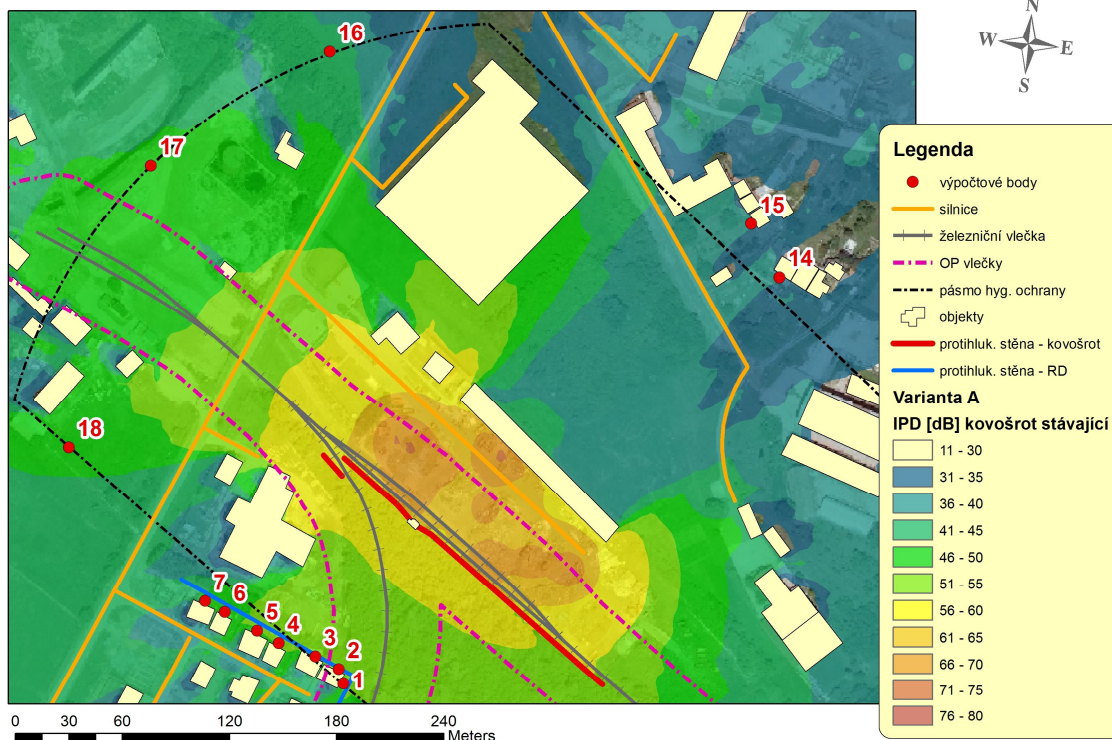 N
W
E
S
16
17
15
14
18
7
6
5
4
3
2
1
Legenda
výpočtové body
silnice
železniční vlečka
OP vlečky
pásmo hyg. ochrany
objekty
protihluk. stěna - kovošrot
protihluk. stěna - RD
Varianta A
IPD [dB] kovošrot stávající
11 - 30
31 - 35
36 - 40
41 - 45
46 - 50
51 - 55
56 - 60
61 - 65
66 - 70
71 - 75
76 - 80
0 30 60 120 180 240
Meters